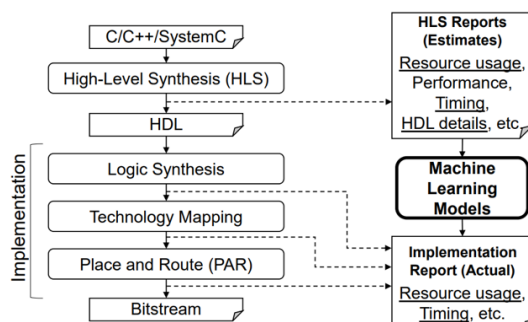 C/C++/SystemC
High-Level Synthesis (HLS)
HDL
Implementation
Logic Synthesis
Technology Mapping
Place and Route (PAR)
Bitstream
HLS Reports
(Estimates)
Resource usage,
Performance,
Timing,
HDL details, etc.
Machine
Learning
Models
Implementation
Report (Actual)
Resource usage,
Timing, etc.